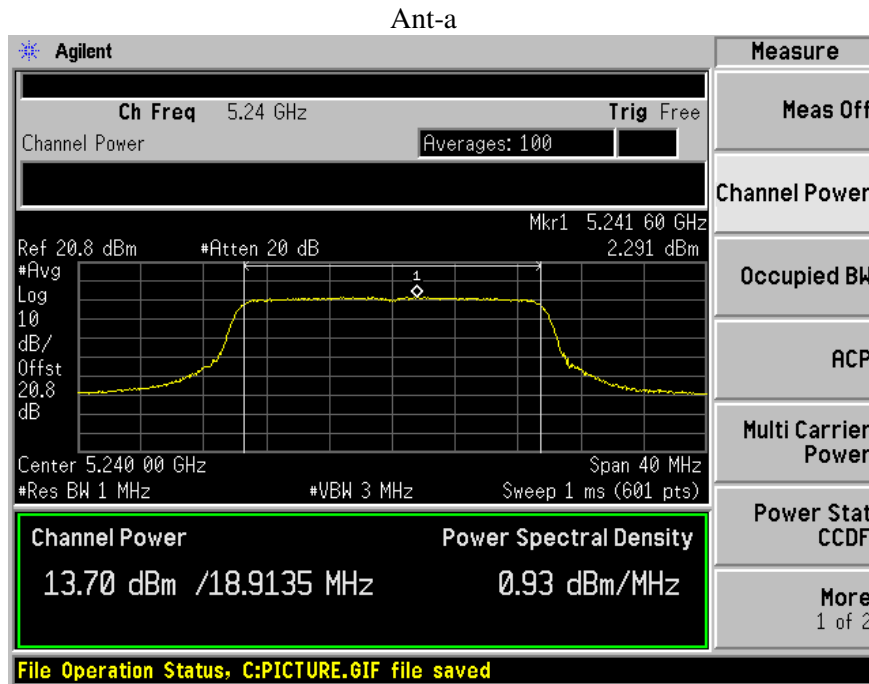 Ant-a
Agilent
Measure
Ch Freq 5.24 GHz Trig Free
Channel Power Averages: 100
Mkr1 5.241 60 GHz
Ref 20.8 dBm #Atten 20 dB 2.291 dBm
#Avg
Log
10
dB/
Offst
20.8
dB
1
Center 5.240 00 GHz Span 40 MHz
#Res BW 1 MHz #VBW 3 MHz Sweep 1 ms (601 pts)
Channel Power Power Spectral Density
13.70 dBm /18.9135 MHz 0.93 dBm/MHz
File Operation Status, C:PICTURE.GIF file saved
Meas Off
Channel Power
Occupied BW
ACP
Multi Carrier
Power
Power Stat
CCDF
More
1 of 2